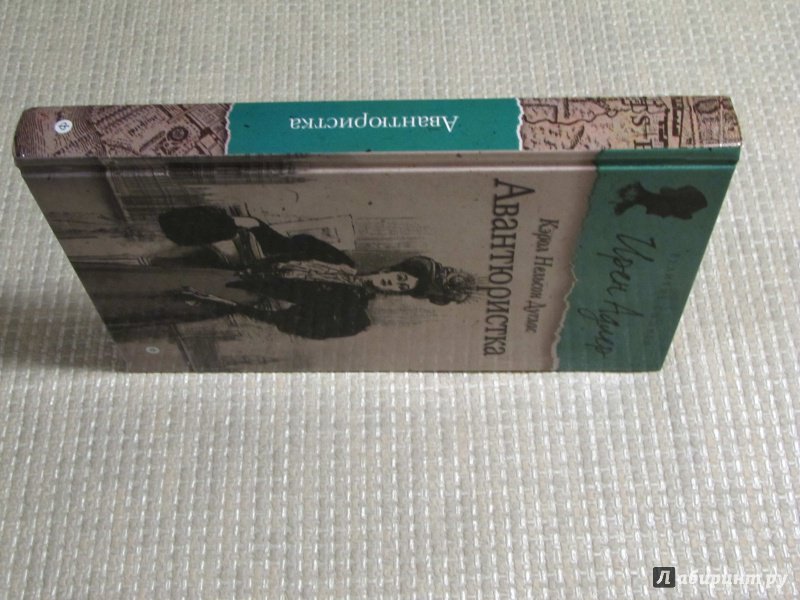 Авантюристка
Ирен Адлер
Кэрол Нельсон Дуглас
Авантюристка
Лабиринт.ру